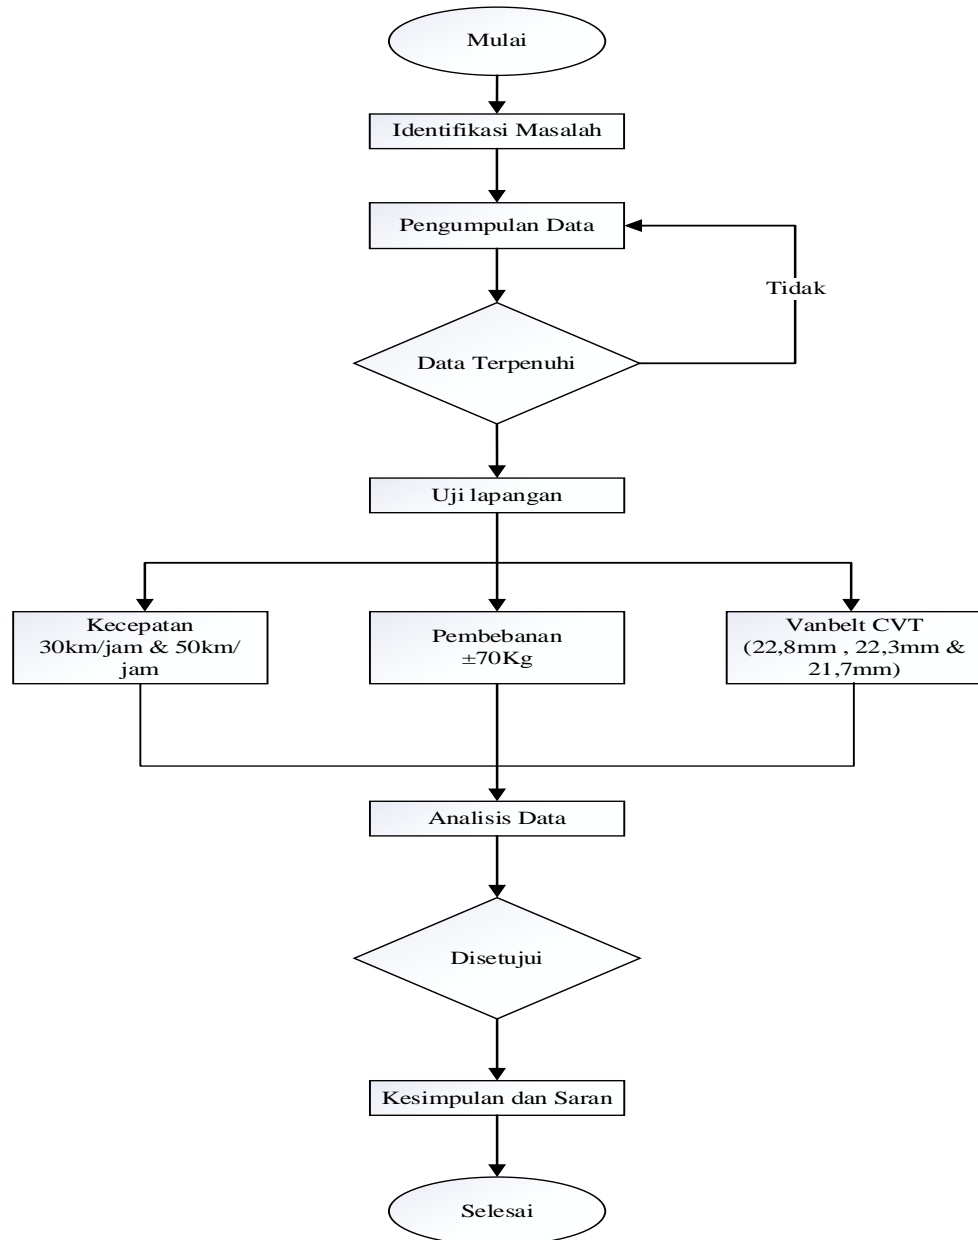 Mulai
Identifikasi Masalah
Pengumpulan Data
Tidak
Data Terpenuhi
Uji lapangan
Kecepatan
30km/jam & 50km/
jam
Pembebanan
±70Kg
Vanbelt CVT
(22,8mm , 22,3mm &
21,7mm)
Analisis Data
Disetujui
Kesimpulan dan Saran
Selesai